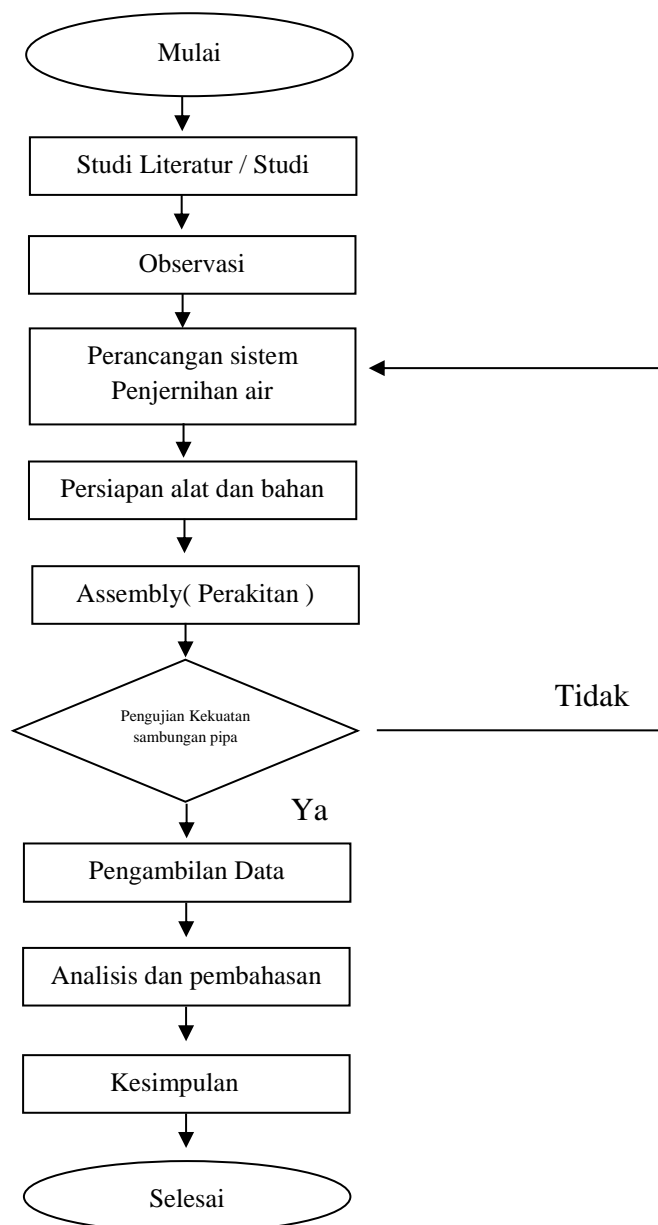 Mulai
Studi Literatur / Studi
Observasi
Perancangan sistem
Penjernihan air
Persiapan alat dan bahan
Assembly( Perakitan )
Pengujian Kekuatan
sambungan pipa
Tidak
Ya
Pengambilan Data
Analisis dan pembahasan
Kesimpulan
Selesai